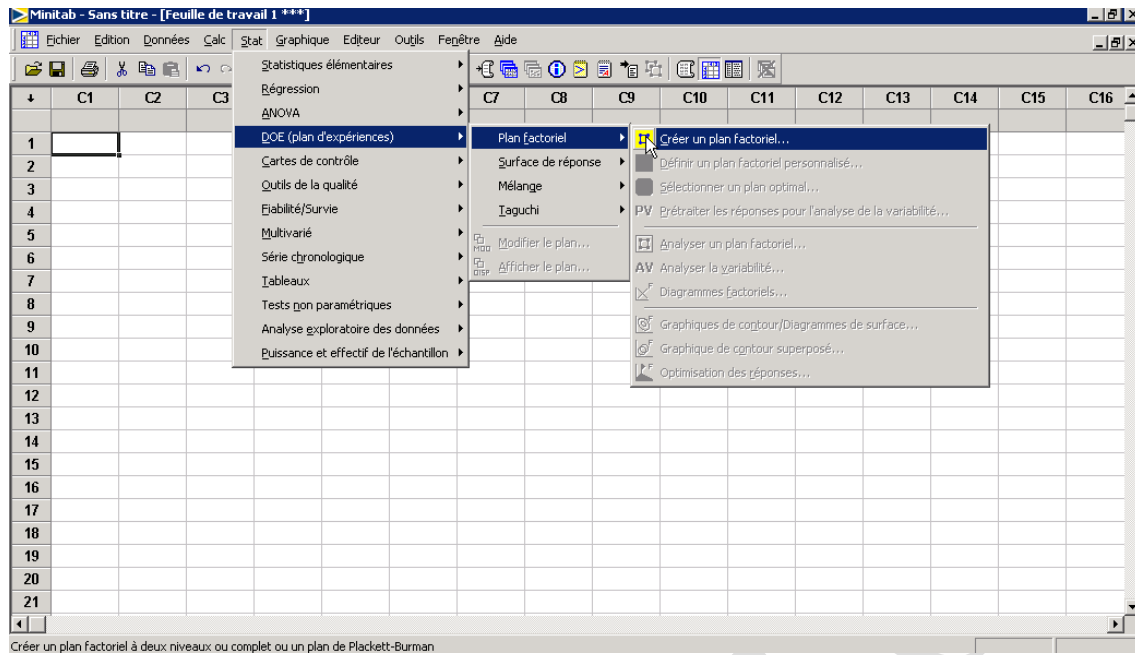 Minitab - Sans titre - [Feuille de travail 1 ***]
Fichier Edition Données Calc Stat Graphique Editeur Outils Fenêtre Aide
C1 C2 C3 C7 C8 C9 C10 C11 C12 C13 C14 C15 C16
Statistiques élémentaires
Régression
ANOVA
DOE (plan d'expériences)
Cartes de contrôle
Outils de la qualité
Fiabilité/Survie
Multivarié
Série chronologique
Tableaux
Tests non paramétriques
Analyse exploratoire des données
Puissance et effectif de l'échantillon
Plan factoriel
Surface de réponse
Mélange
Taguchi
MOD Modifier le plan...
DISP Afficher le plan...
Créer un plan factoriel...
Définir un plan factoriel personnalisé...
Sélectionner un plan optimal...
PV Prétraiter les réponses pour l'analyse de la variabilité...
Analyser un plan factoriel...
AV Analyser la variabilité...
F Diagrammes factoriels...
F Graphiques de contour/Diagrammes de surface...
F Graphique de contour superposé...
F Optimisation des réponses...
1
2
3
4
5
6
7
8
9
10
11
12
13
14
15
16
17
18
19
20
21
Créer un plan factoriel à deux niveaux ou complet ou un plan de Plackett-Burman